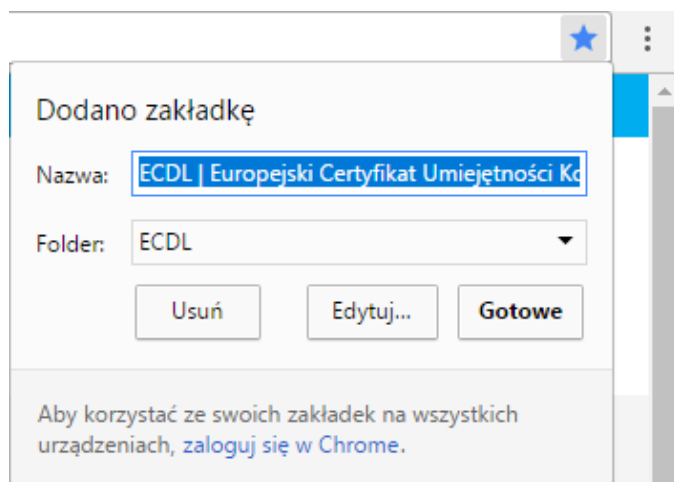 Dodano zakładkę
Nazwa: ECDL | Europejski Certyfikat Umiejętności
Folder: ECDL
Usuń Edytuj... Gotowe
Aby korzystać ze swoich zakładek na wszystkich
urządzeniach, zaloguj się w Chrome.